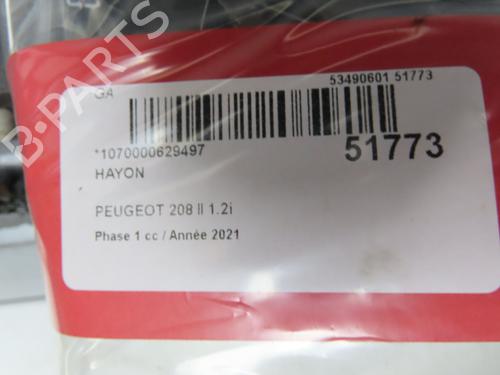 B-PARTS
GA
53490601 51773
*1070000629497
51773
HAYON
PEUGEOT 208 II 1.2i
Phase 1 cc / Année 2021